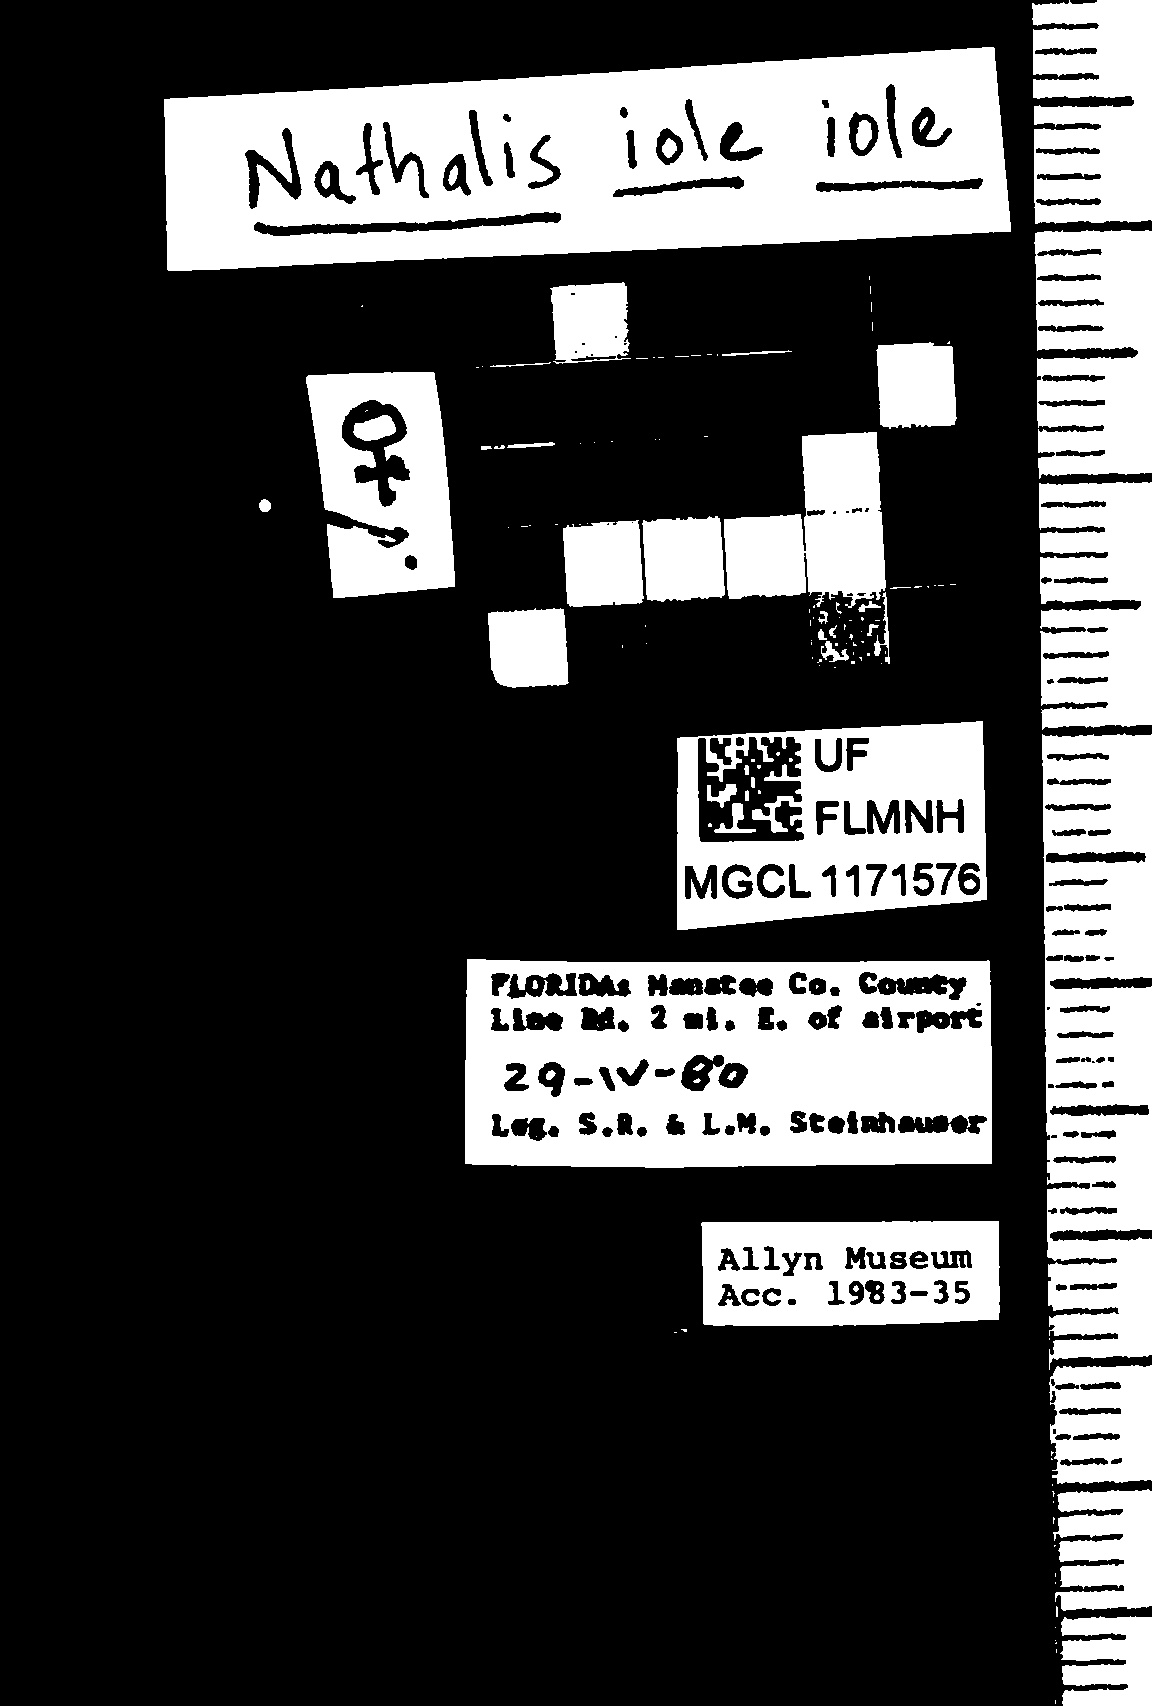 Nathalis iole iole
♀
UF
FLMNH
MGCL 1171576
FLORIDA: Manatee Co. County
Line Rd. 2 mi. E. of airport
29-IV-80
Leg. S.R. & L.M. Steinhauser
Allyn Museum
Acc. 1983-35